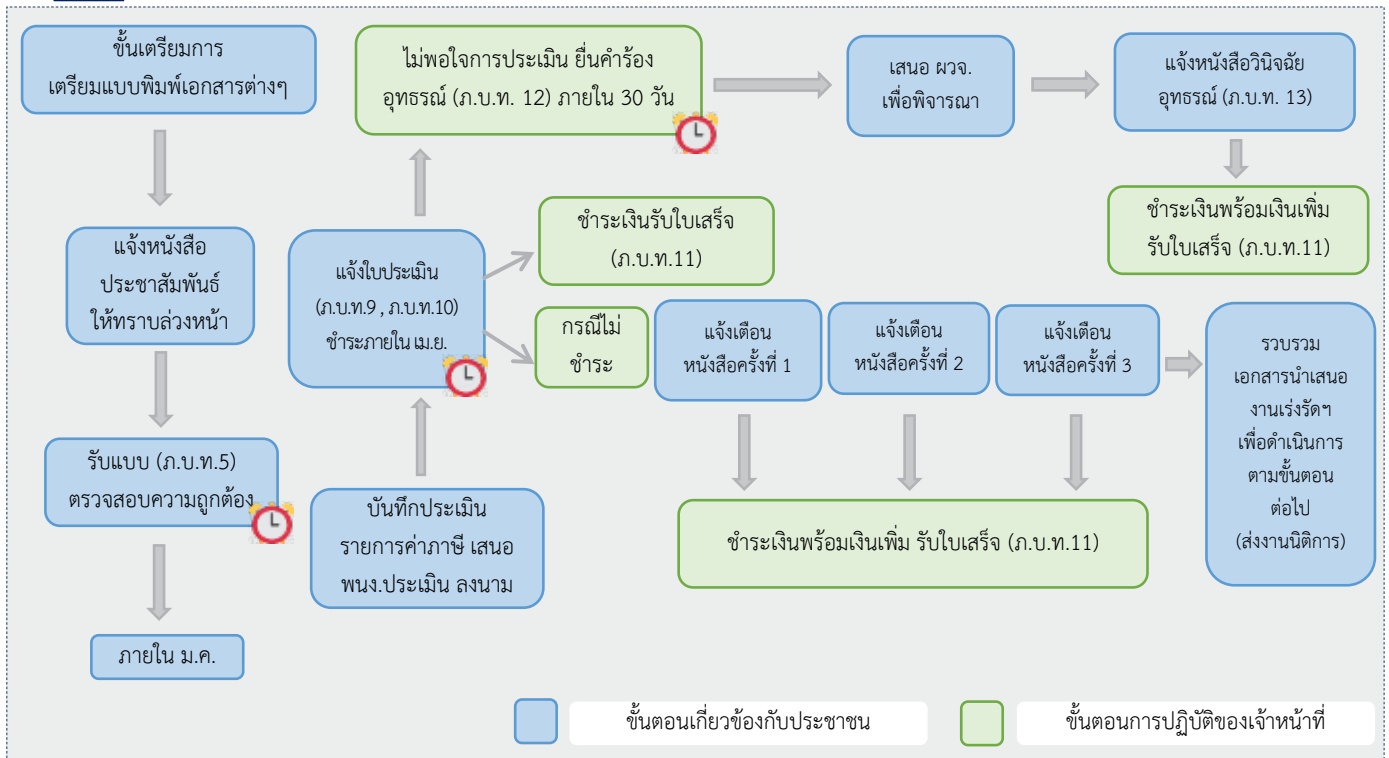 ขั้นเตรียมการ
เตรียมแบบพิมพ์เอกสารต่างๆ
แจ้งหนังสือ
ประชาสัมพันธ์
ให้ทราบล่วงหน้า
รับแบบ (ภ.บ.ท.5)
ตรวจสอบความถูกต้อง
ภายใน ม.ค.
บันทึกประเมิน
รายการค่าภาษี เสนอ
พนง.ประเมิน ลงนาม
แจ้งใบประเมิน
(ภ.บ.ท.9 , ภ.บ.ท.10)
ชำระภายใน เม.ย.
ไม่พอใจการประเมิน ยื่นคำร้อง
อุทธรณ์ (ภ.บ.ท. 12) ภายใน 30 วัน
เสนอ ผวจ.
เพื่อพิจารณา
แจ้งหนังสือวินิจฉัย
อุทธรณ์ (ภ.บ.ท. 13)
ชำระเงินพร้อมเงินเพิ่ม
รับใบเสร็จ (ภ.บ.ท.11)
ชำระเงินรับใบเสร็จ
(ภ.บ.ท.11)
กรณีไม่
ชำระ
แจ้งเตือน
หนังสือครั้งที่ 1
แจ้งเตือน
หนังสือครั้งที่ 2
แจ้งเตือน
หนังสือครั้งที่ 3
รวบรวม
เอกสารนำเสนอ
งานเร่งรัดฯ
เพื่อดำเนินการ
ตามขั้นตอน
ต่อไป
(ส่งงานนิติการ)
ชำระเงินพร้อมเงินเพิ่ม รับใบเสร็จ (ภ.บ.ท.11)
ขั้นตอนเกี่ยวข้องกับประชาชน
ขั้นตอนการปฏิบัติของเจ้าหน้าที่